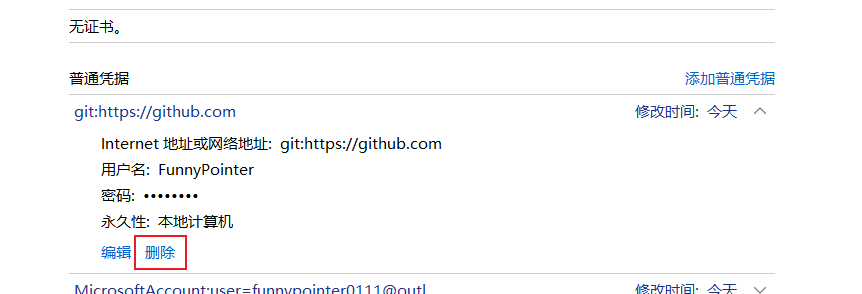 无证书。
普通凭据 添加普通凭据
git:https://github.com 修改时间: 今天
Internet 地址或网络地址: git:https://github.com
用户名: FunnyPointer
密码: ••••••••
永久性: 本地计算机
编辑 删除
MicrosoftAccount:user=funnypointer0111@outl... 修改时间: 今天